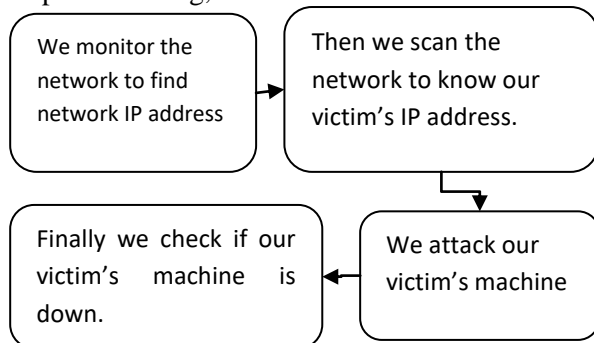 We monitor the
network to find
network IP address
Then we scan the
network to know our
victim’s IP address.
We attack our
victim’s machine
Finally we check if our
victim’s machine is
down.